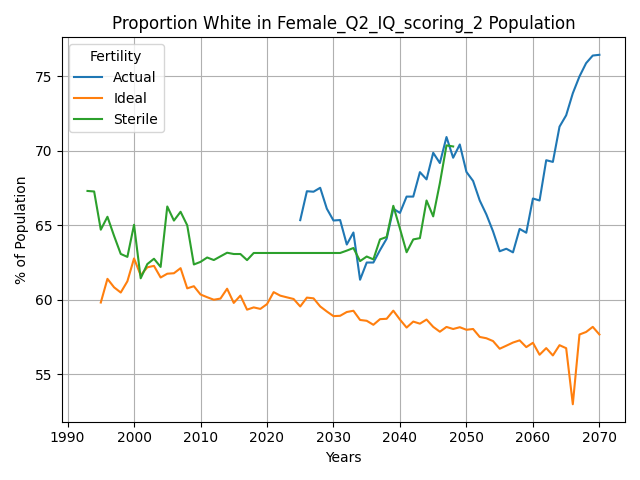 Proportion White in Female_Q2_IQ_scoring_2 Population
Fertility
Actual
Ideal
Sterile
% of Population
75
70
65
60
55
1990 2000 2010 2020 2030 2040 2050 2060 2070
Years